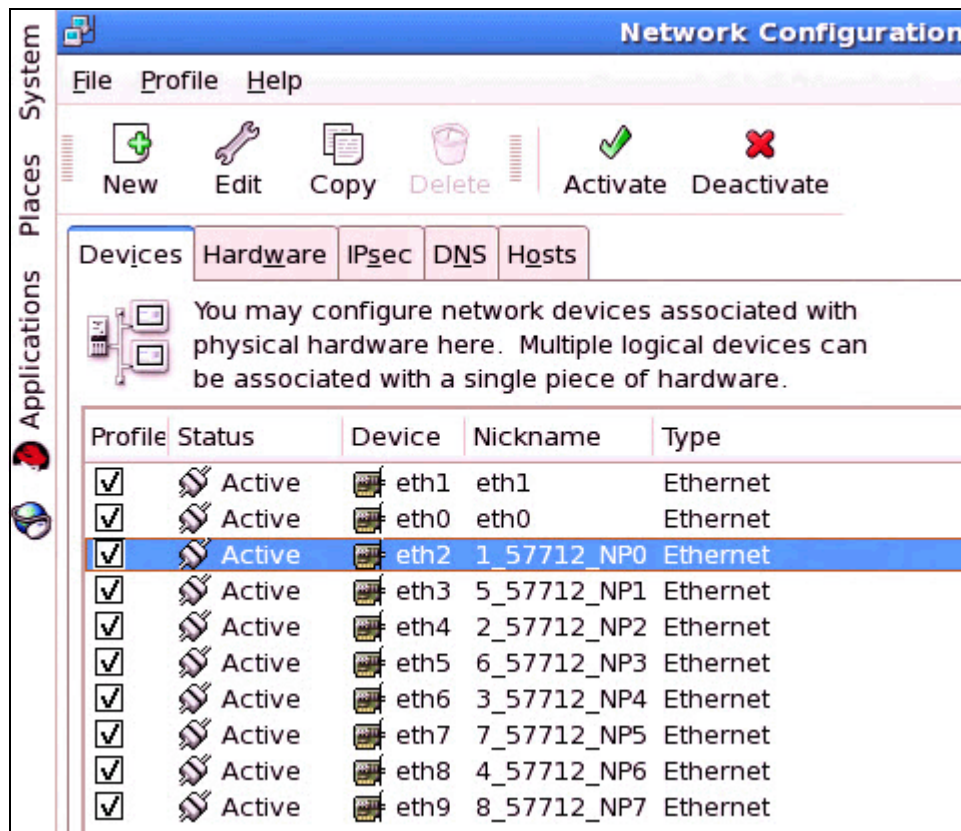 Network Configuration
File Profile Help
New Edit Copy Delete Activate Deactivate
Devices Hardware IPsec DNS Hosts
You may configure network devices associated with
physical hardware here. Multiple logical devices can
be associated with a single piece of hardware.
Profile Status Device Nickname Type
Active eth1 eth1 Ethernet
Active eth0 eth0 Ethernet
Active eth2 1_57712_NP0 Ethernet
Active eth3 5_57712_NP1 Ethernet
Active eth4 2_57712_NP2 Ethernet
Active eth5 6_57712_NP3 Ethernet
Active eth6 3_57712_NP4 Ethernet
Active eth7 7_57712_NP5 Ethernet
Active eth8 4_57712_NP6 Ethernet
Active eth9 8_57712_NP7 Ethernet
Applications Places System